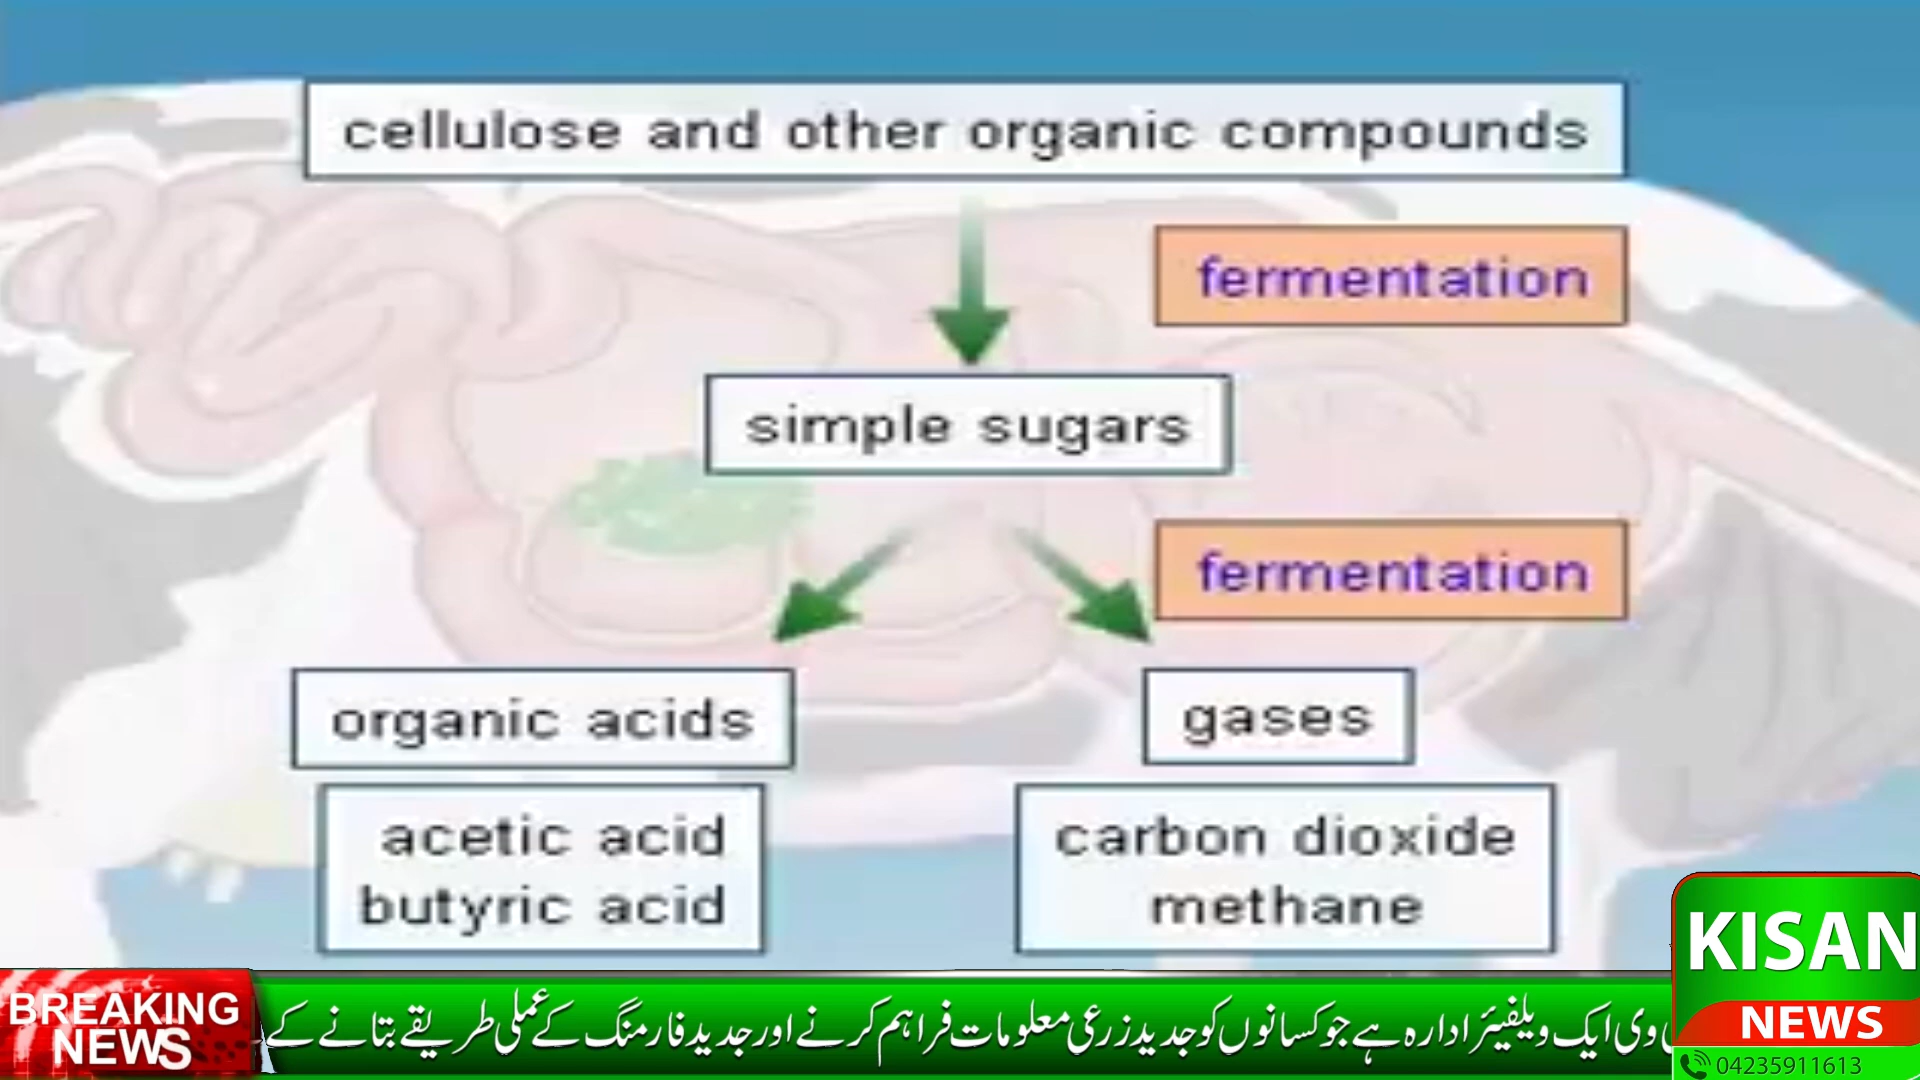 cellulose and other organic compounds
fermentation
simple sugars
fermentation
organic acids
gases
acetic acid
butyric acid
carbon dioxide
methane
KISAN
NEWS
04235911613
BREAKING
NEWS
وی ایک ویلفیئر ادارہ ہے جو کسانوں کو جدید زرعی معلومات فراہم کرنے اور جدید فارمنگ کے عملی طریقے بتانے کے